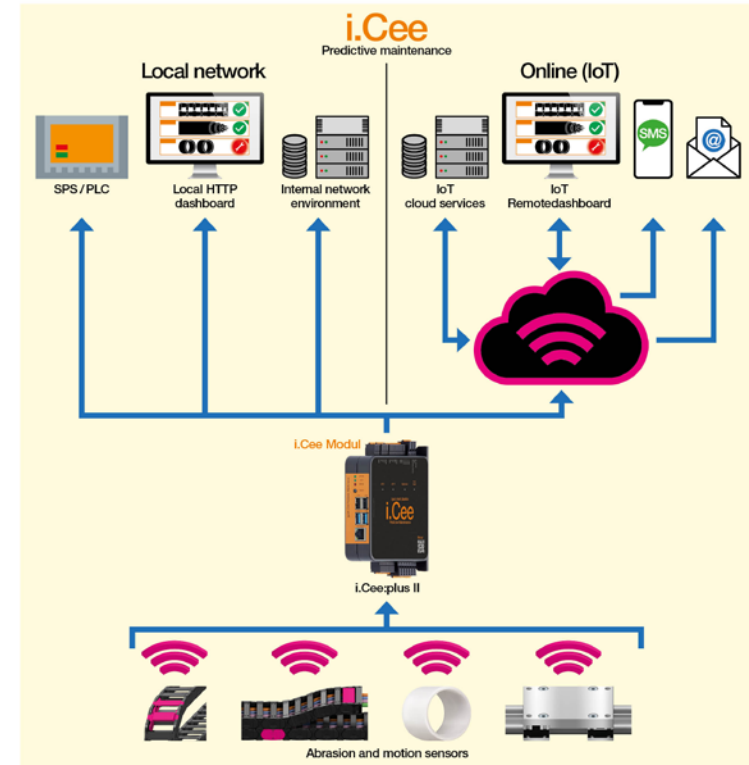 i.Cee
Predictive maintenance
Local network
Online (IoT)
SPS / PLC
Local HTTP
dashboard
Internal network
environment
IoT
cloud services
IoT
Remotedashboard
SMS
@
i.Cee Modul
i.Cee
i.Cee:plus II
Abrasion and motion sensors